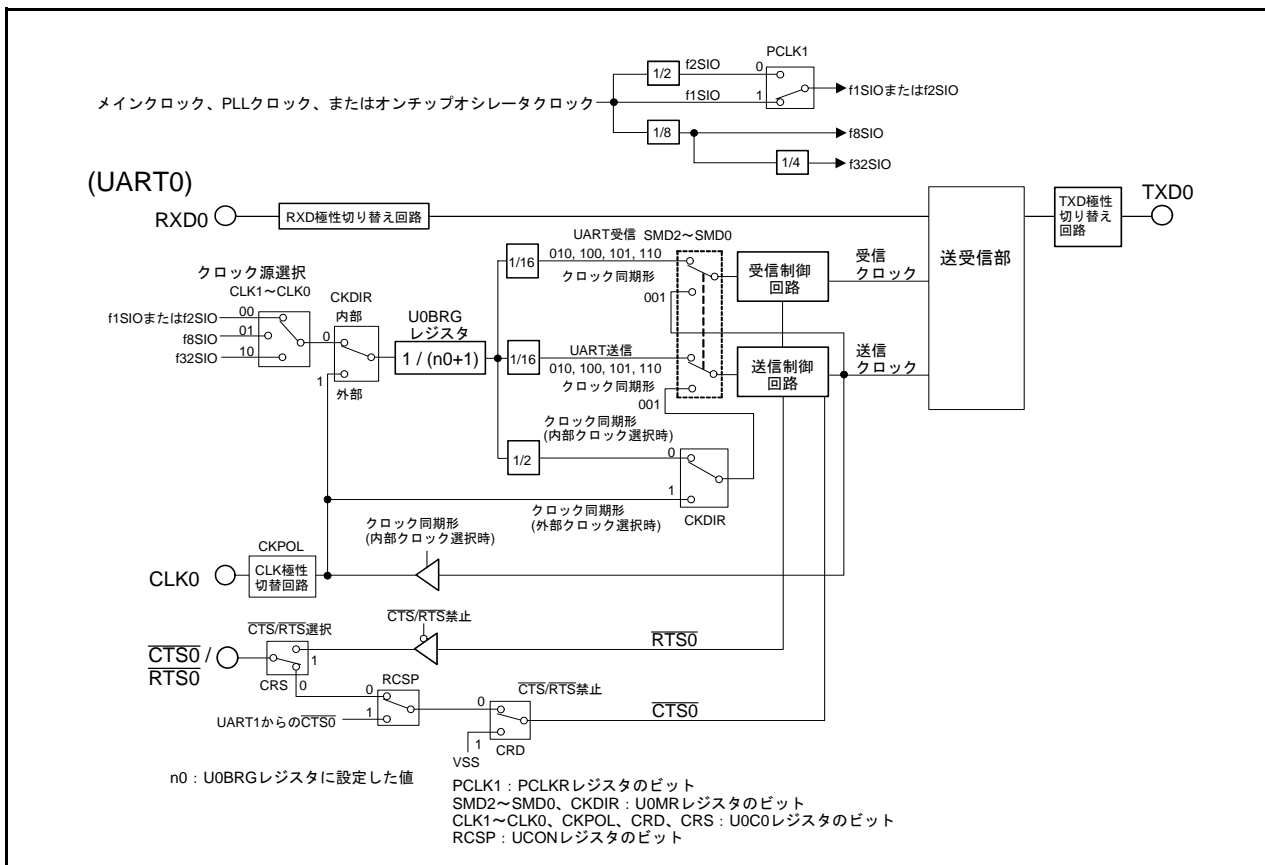 PCLK1
f2SIO
0
1/2
メインクロック、PLLクロック、またはオンチップオシレータクロック
f1SIO
1
f1SIOまたはf2SIO
1/8
f8SIO
1/4
f32SIO
(UART0)
RXD0
RXD極性切り替え回路
TXD極性
切り替え
回路
TXD0
送受信部
UART受信
SMD2～SMD0
1/16
010, 100, 101, 110
クロック同期形
001
受信制御
回路
受信
クロック
クロック源選択
CLK1～CLK0
f1SIOまたはf2SIO
00
f8SIO
01
f32SIO
10
CKDIR
内部
0
1
外部
U0BRG
レジスタ
1 / (n0+1)
1/16
UART送信
010, 100, 101, 110
クロック同期形
001
送信制御
回路
送信
クロック
クロック同期形
(内部クロック選択時)
1/2
0
1
CKDIR
クロック同期形
(外部クロック選択時)
クロック同期形
(内部クロック選択時)
CKPOL
CLK0
CLK極性
切替回路
CTS/RTS禁止
CTS/RTS選択
CTS0 /
RTS0
1
CRS
0
RTS0
RCSP
0
1
UART1からのCTS0
CTS/RTS禁止
0
1
VSS
CRD
CTS0
n0 : U0BRGレジスタに設定した値
PCLK1 : PCLKRレジスタのビット
SMD2～SMD0、CKDIR : U0MRレジスタのビット
CLK1～CLK0、CKPOL、CRD、CRS : U0C0レジスタのビット
RCSP : UCONレジスタのビット